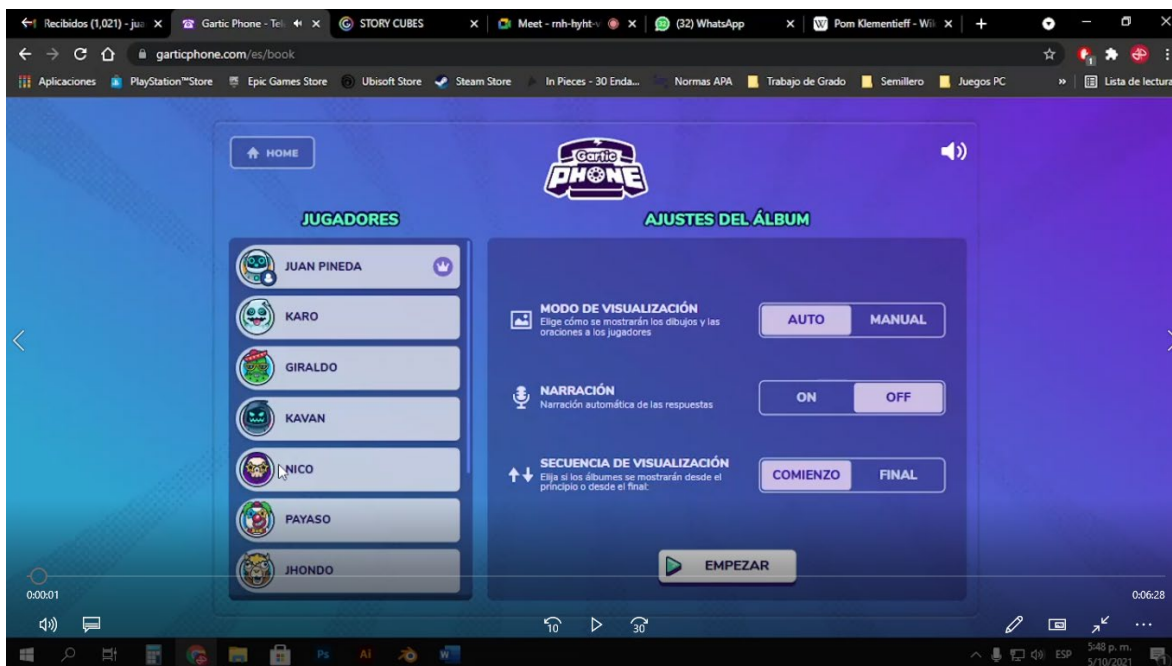 Recibidos (1,021) - jua
Gartic Phone - Tel
STORY CUBES
Meet - mh-hyht-v
(32) WhatsApp
Pom Klementieff - Wi
garticphone.com/es/book
Aplicaciones
PlayStation™Store
Epic Games Store
Ubisoft Store
Steam Store
In Pieces - 30 Enda...
Normas APA
Trabajo de Grado
Semillero
Juegos PC
»
Lista de lectura
HOME
Gartic
PHONE
JUGADORES
AJUSTES DEL ÁLBUM
JUAN PINEDA
KARO
GIRALDO
KAVAN
NICO
PAYASO
JHONDO
MODO DE VISUALIZACIÓN
Elige cómo se mostrarán los dibujos y las
oraciones a los jugadores
AUTO MANUAL
NARRACIÓN
Narración automática de las respuestas
ON OFF
SECUENCIA DE VISUALIZACIÓN
Elija si los álbumes se mostrarán desde el
principio o desde el final:
COMIENZO FINAL
EMPEZAR
0:00:01
0:06:28
10
30
Ps
Ai
W
ESP
5:48 p. m.
5/10/2021